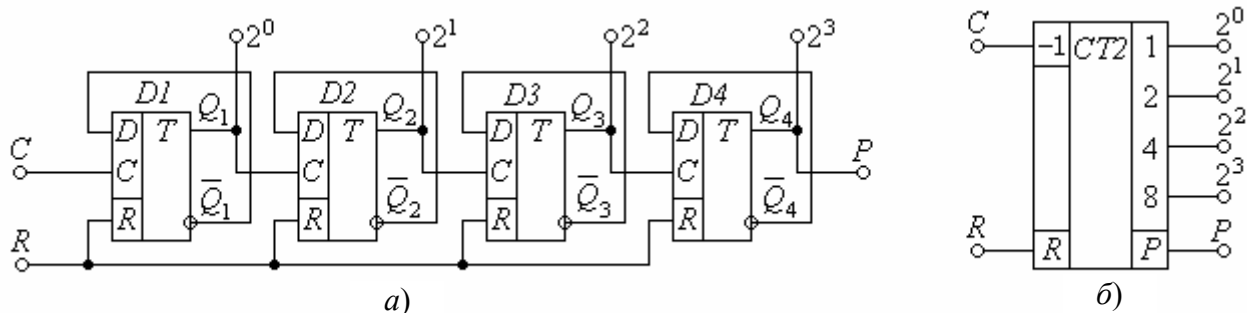 2⁰ 2¹ 2² 2³
D1 D2 D3 D4
Q₁ Q₂ Q₃ Q₄
D T D T D T D T
C C C C C P
Q̅₁ Q̅₂ Q̅₃ Q̅₄
R R R R
R
а)
C −1 CT2 1 2⁰
2 2¹
4 2²
8 2³
R R P P
б)